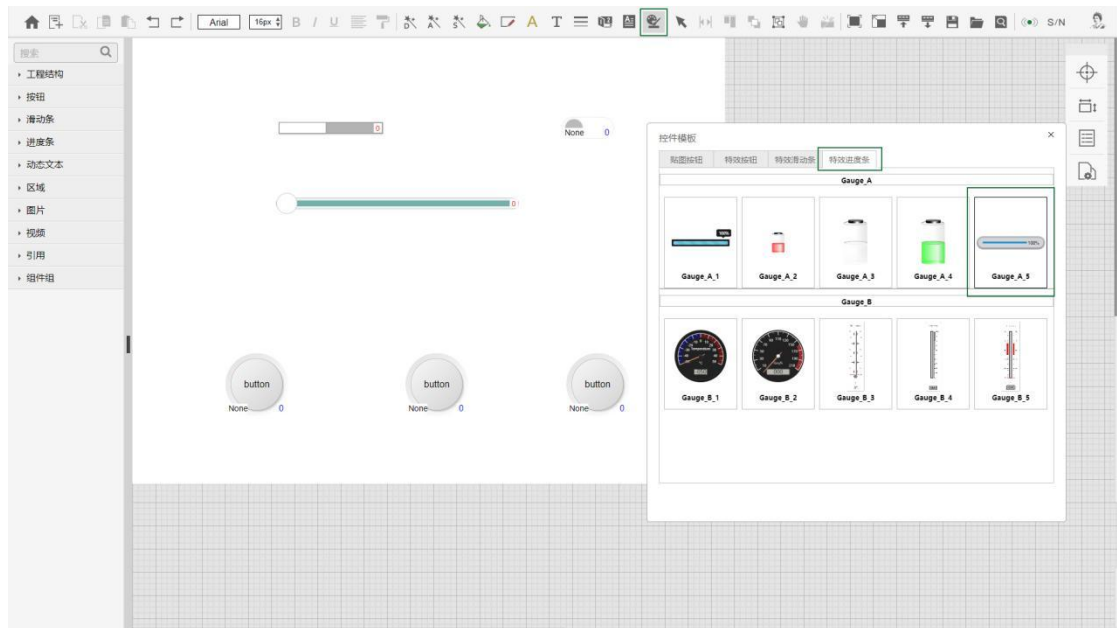 Arial 16px B I U A T S/N
搜索
工程结构
按钮
滑动条
进度条
动态文本
区域
图片
视频
引用
组件组
0
None 0
0
button
None 0
button
None 0
button
None 0
控件模板 ×
贴图按钮 特效按钮 特效滑动条 特效进度条
Gauge_A
100%
100%
Gauge_A_1 Gauge_A_2 Gauge_A_3 Gauge_A_4 Gauge_A_5
Gauge_B
Temperature
Gauge_B_1 Gauge_B_2 Gauge_B_3 Gauge_B_4 Gauge_B_5